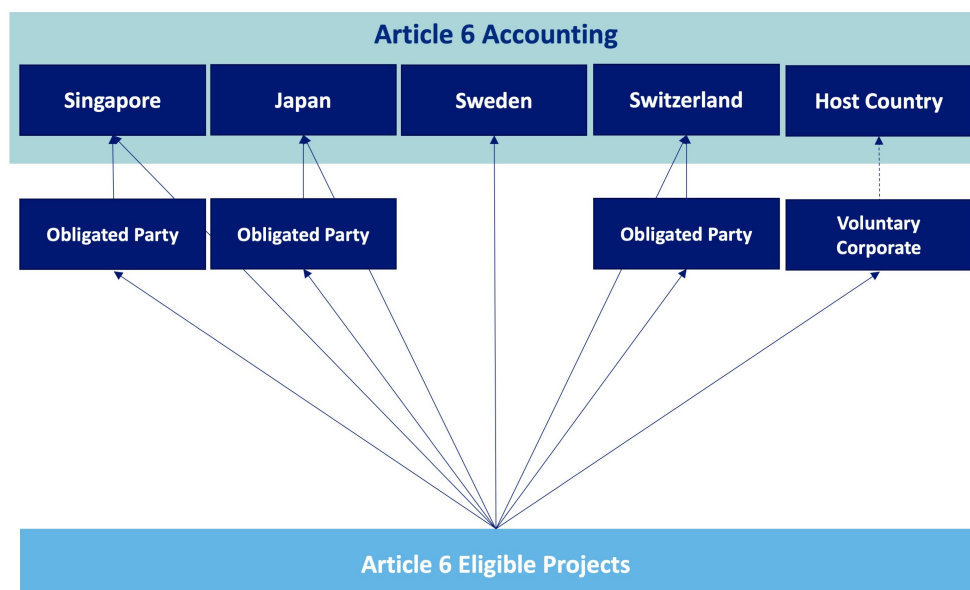 Article 6 Accounting
Singapore
Japan
Sweden
Switzerland
Host Country
Obligated Party
Obligated Party
Obligated Party
Voluntary
Corporate
Article 6 Eligible Projects